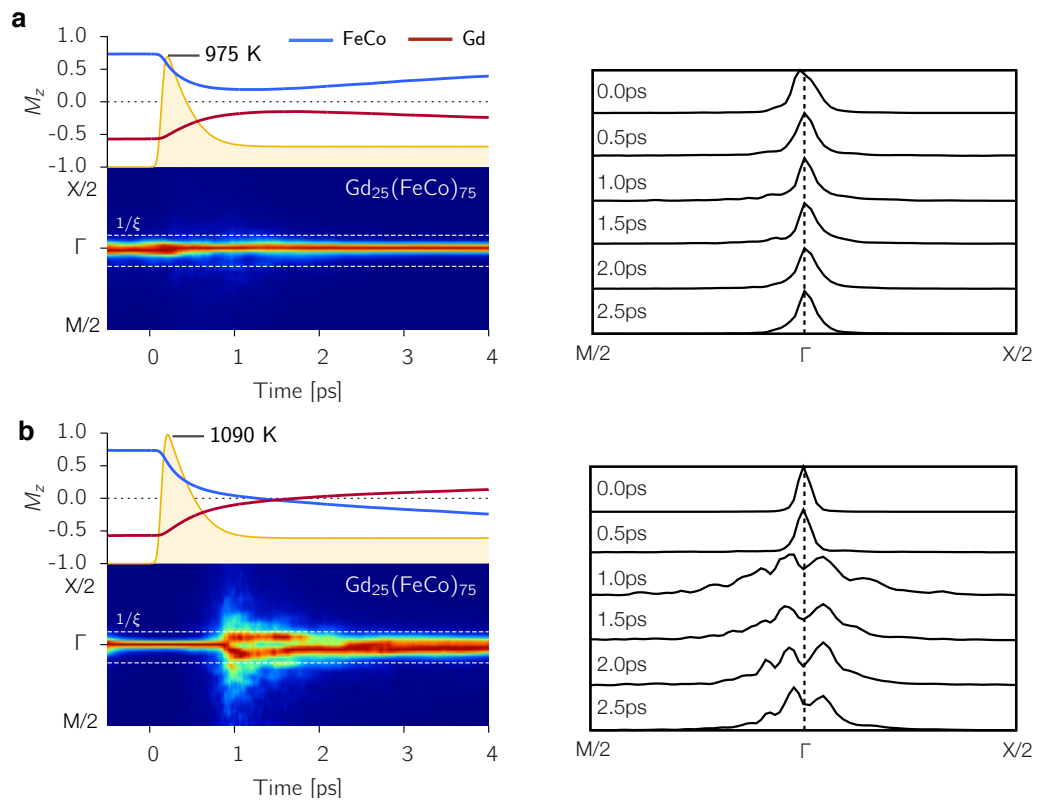 a
1.0
0.5
0.0
-0.5
-1.0
M_z
FeCo
Gd
975 K
X/2
Γ
M/2
1/ξ
Gd₂₅(FeCo)₇₅
0 1 2 3 4
Time [ps]
0.0ps
0.5ps
1.0ps
1.5ps
2.0ps
2.5ps
M/2 Γ X/2
b
1.0
0.5
0.0
-0.5
-1.0
M_z
1090 K
X/2
Γ
M/2
1/ξ
Gd₂₅(FeCo)₇₅
0 1 2 3 4
Time [ps]
0.0ps
0.5ps
1.0ps
1.5ps
2.0ps
2.5ps
M/2 Γ X/2